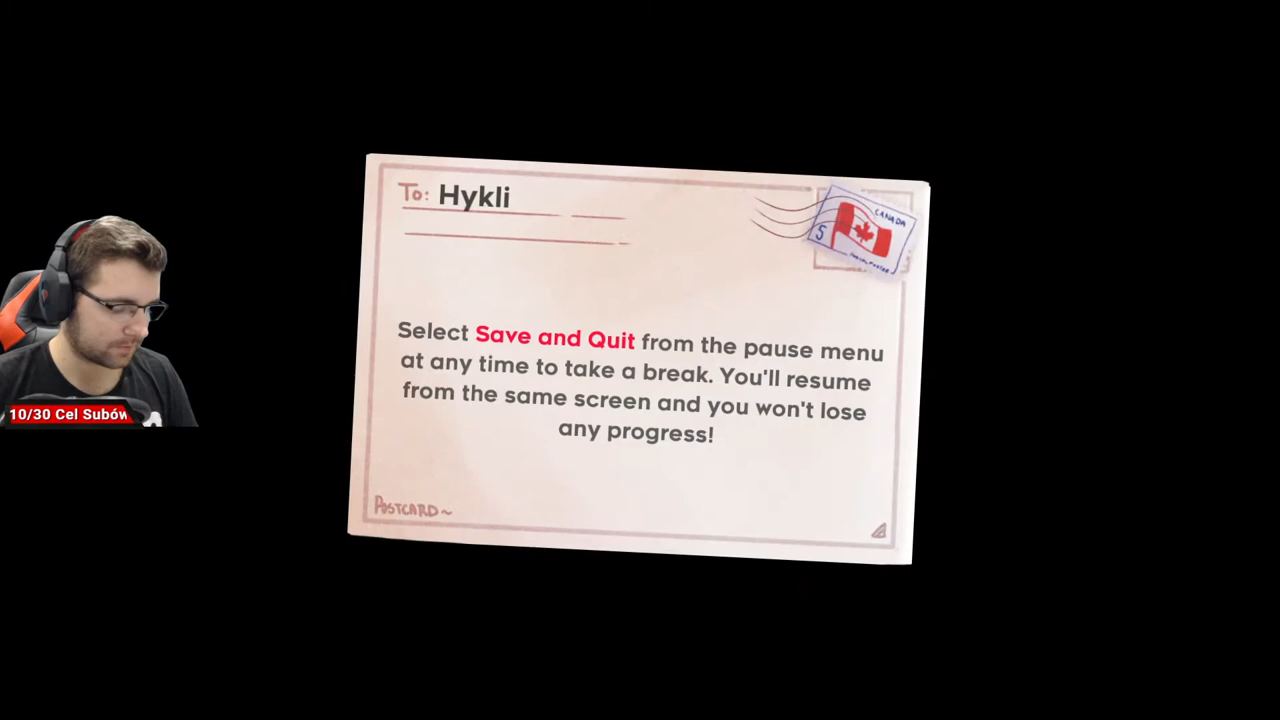 To: Hykli
CANADA
5
Select Save and Quit from the pause menu
at any time to take a break. You'll resume
from the same screen and you won't lose
any progress!
10/30 Cel Subów
POSTCARD~